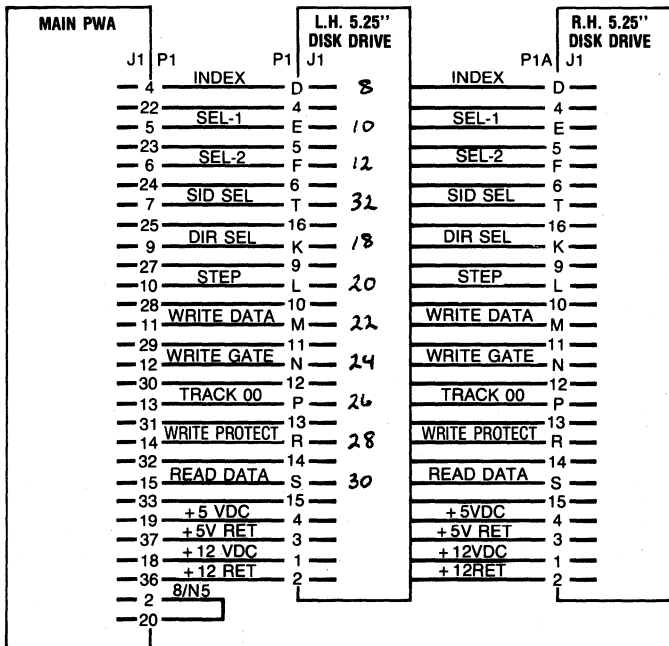 MAIN PWA L.H. 5.25" R.H. 5.25"
DISK DRIVE DISK DRIVE
J1 P1 P1 J1 P1A J1
4 INDEX D 8 INDEX D
22 4 4
5 SEL-1 E 10 SEL-1 E
23 5 5
6 SEL-2 F 12 SEL-2 F
24 6 6
7 SID SEL T 32 SID SEL T
25 16 16
9 DIR SEL K 18 DIR SEL K
27 9 9
10 STEP L 20 STEP L
28 10 10
11 WRITE DATA M 22 WRITE DATA M
29 11 11
12 WRITE GATE N 24 WRITE GATE N
30 12 12
13 TRACK 00 P 26 TRACK 00 P
31 13 13
14 WRITE PROTECT R 28 WRITE PROTECT R
32 14 14
15 READ DATA S 30 READ DATA S
33 15 15
19 +5 VDC 4 +5VDC 4
37 +5V RET 3 +5V RET 3
18 +12 VDC 1 +12VDC 1
36 +12 RET 2 +12RET 2
2 8/N5
20